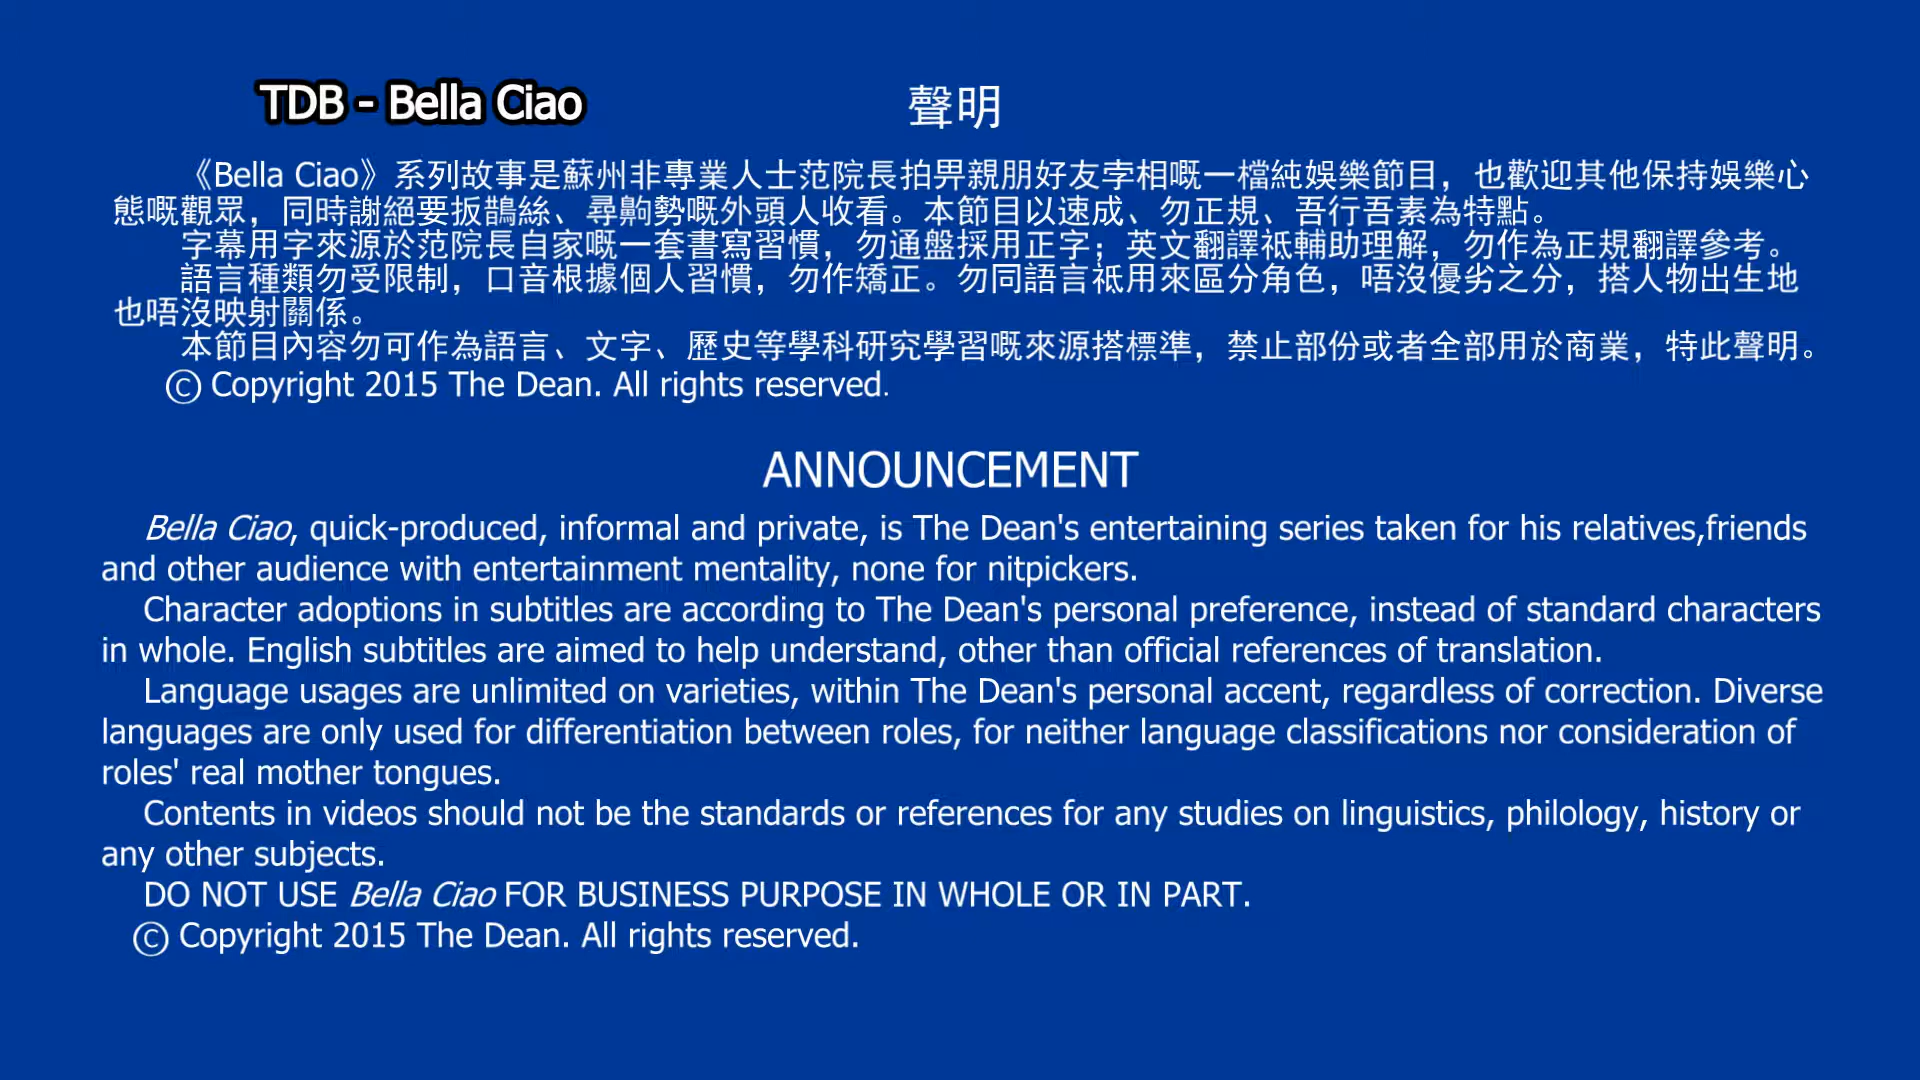 TDB - Bella Ciao
聲明
《Bella Ciao》系列故事是蘇州非專業人士范院長拍畀親朋好友孛相嘅一檔純娛樂節目，也歡迎其他保持娛樂心
態嘅觀眾，同時謝絕要扳鵲絲、尋齁勢嘅外頭人收看。本節目以速成、勿正規、吾行吾素為特點。
字幕用字來源於范院長自家嘅一套書寫習慣，勿通盤採用正字；英文翻譯祗輔助理解，勿作為正規翻譯參考。
語言種類勿受限制，口音根據個人習慣，勿作矯正。勿同語言祗用來區分角色，唔沒優劣之分，搭人物出生地
也唔沒映射關係。
本節目內容勿可作為語言、文字、歷史等學科研究學習嘅來源搭標準，禁止部份或者全部用於商業，特此聲明。
© Copyright 2015 The Dean. All rights reserved.
ANNOUNCEMENT
Bella Ciao, quick-produced, informal and private, is The Dean's entertaining series taken for his relatives,friends
and other audience with entertainment mentality, none for nitpickers.
Character adoptions in subtitles are according to The Dean's personal preference, instead of standard characters
in whole. English subtitles are aimed to help understand, other than official references of translation.
Language usages are unlimited on varieties, within The Dean's personal accent, regardless of correction. Diverse
languages are only used for differentiation between roles, for neither language classifications nor consideration of
roles' real mother tongues.
Contents in videos should not be the standards or references for any studies on linguistics, philology, history or
any other subjects.
DO NOT USE Bella Ciao FOR BUSINESS PURPOSE IN WHOLE OR IN PART.
© Copyright 2015 The Dean. All rights reserved.